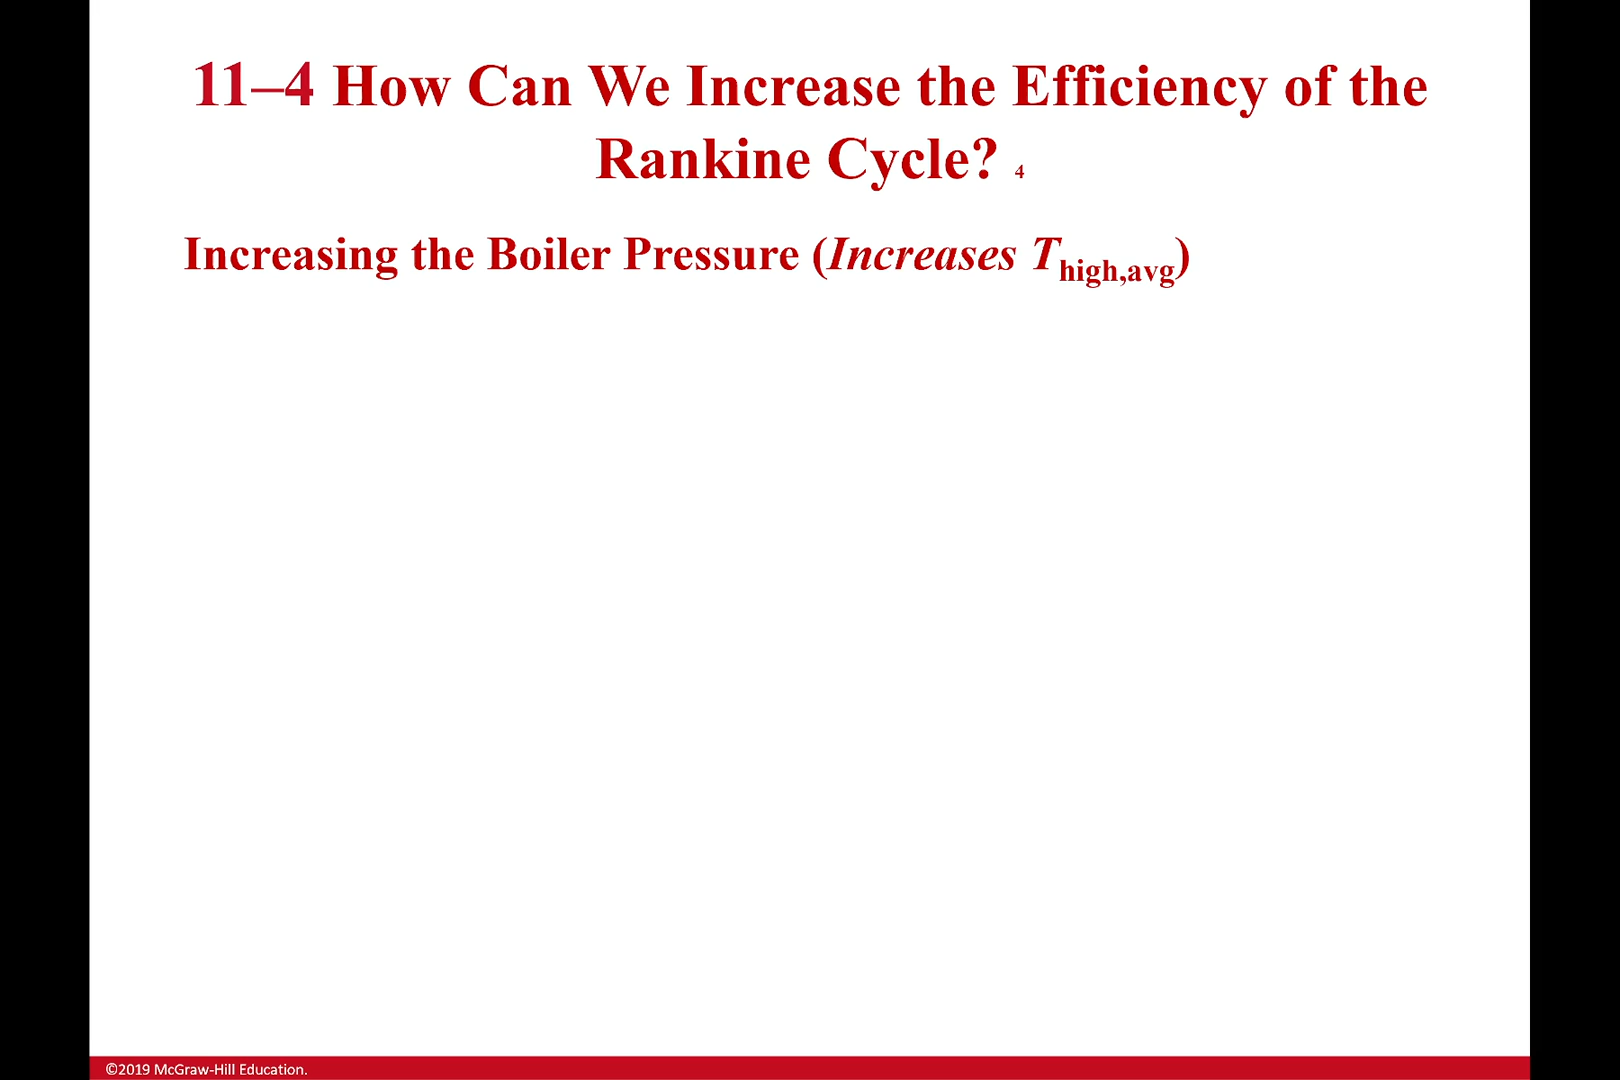 11–4 How Can We Increase the Efficiency of the
Rankine Cycle? 4
Increasing the Boiler Pressure (Increases Thigh,avg)
©2019 McGraw-Hill Education.